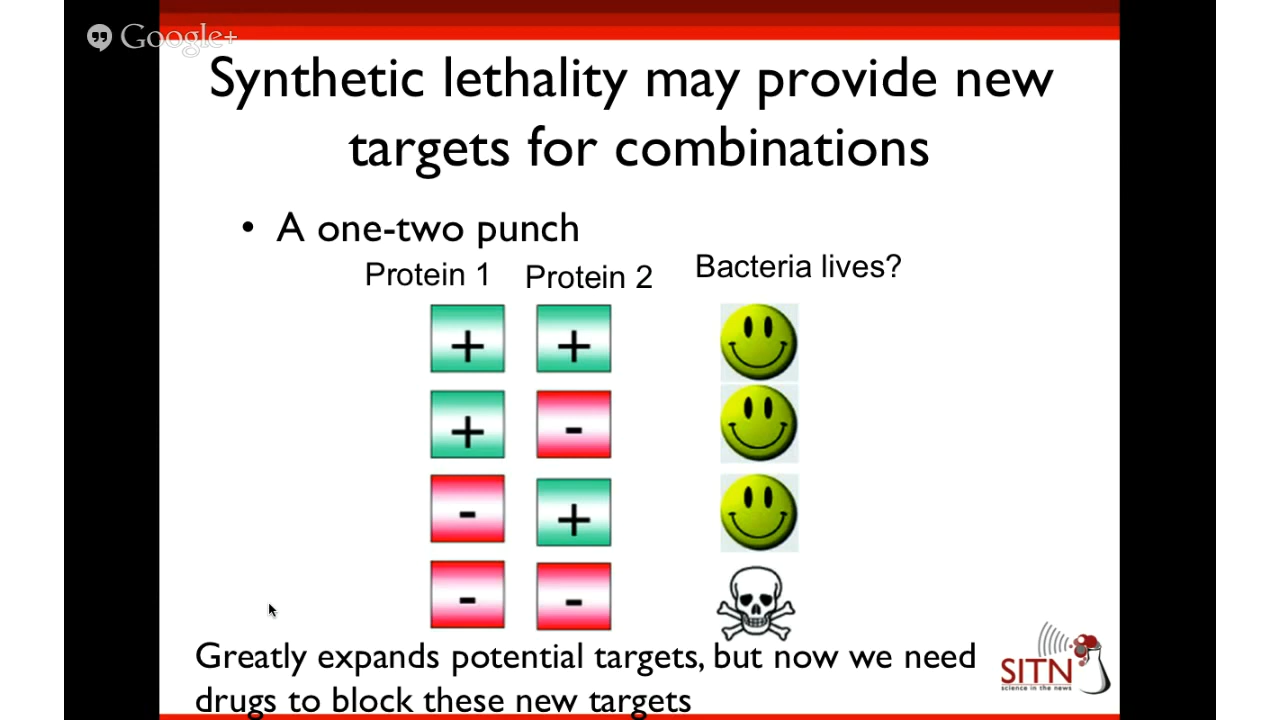 Google+
Synthetic lethality may provide new
targets for combinations
• A one-two punch
Protein 1 Protein 2 Bacteria lives?
+ +
+ -
- +
- -
Greatly expands potential targets, but now we need
drugs to block these new targets
SITN
science in the news